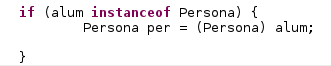 if (alum instanceof Persona) {
        Persona per = (Persona) alum;
}